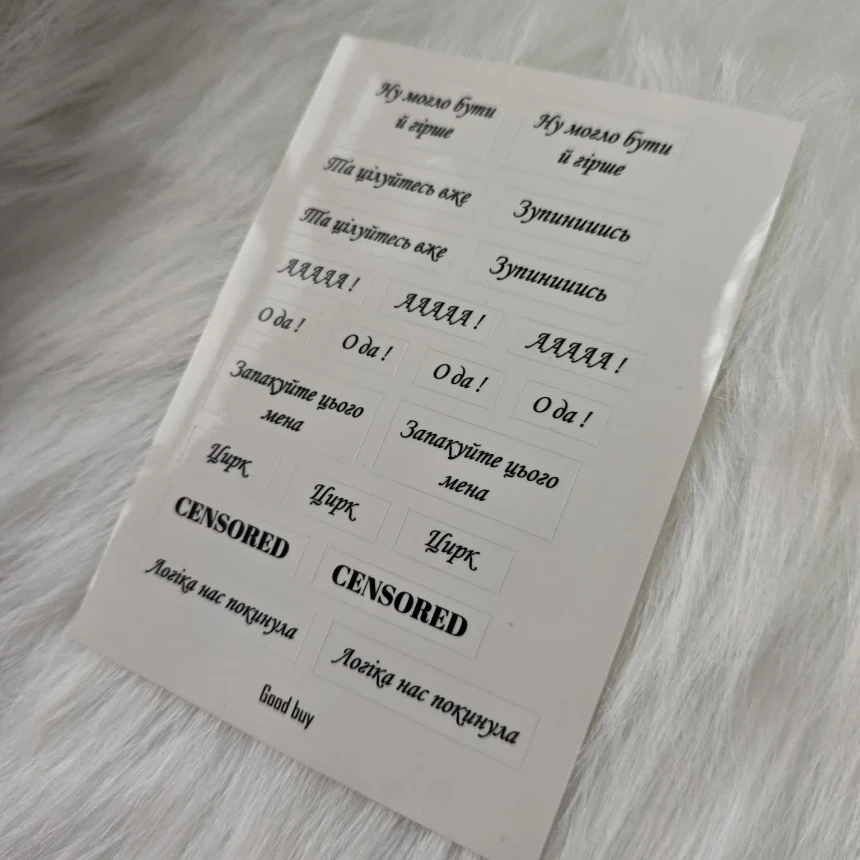 Ну могло бути
й гірше
Ну могло бути
й гірше
Та цілуйтесь вже
Зупинииись
Та цілуйтесь вже
Зупинииись
ААААА !
ААААА !
ААААА !
О да !
О да !
О да !
О да !
Запакуйте цього
мена
Запакуйте цього
мена
Цирк
Цирк
Цирк
CENSORED
CENSORED
Логіка нас покинула
Логіка нас покинула
Good buy